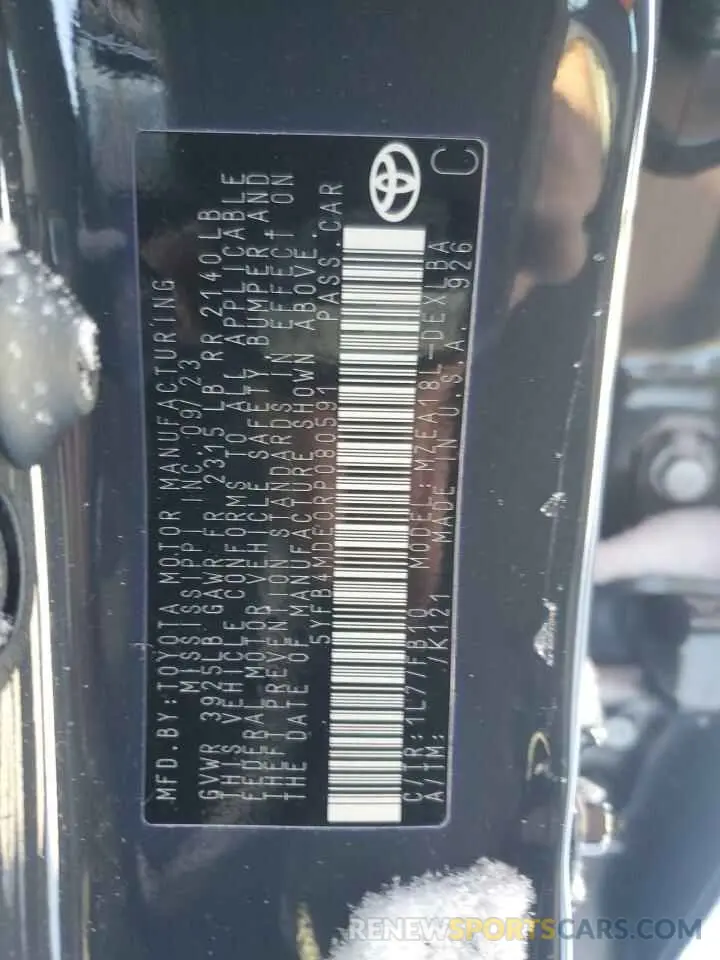 MFD.BY:TOYOTA MOTOR MANUFACTURING
MISSISSIPPI INC. 09/23
GVWR 3925LB GAWR FR 2315 LB RR 2140LB
THIS VEHICLE CONFORMS TO ALL APPLICABLE
FEDERAL MOTOR VEHICLE SAFETY BUMPER AND
THEFT PREVENTION STANDARDS IN EFFECT ON
THE DATE OF MANUFACTURE SHOWN ABOVE.
5YFB4MDE0RP080591 PASS.CAR
C/TR:1L7/FB10 MODEL:MZEA18L-DEXLBA
A/TM: /K121 MADE IN U.S.A. 926
C
RENEWSPORTSCARS.COM